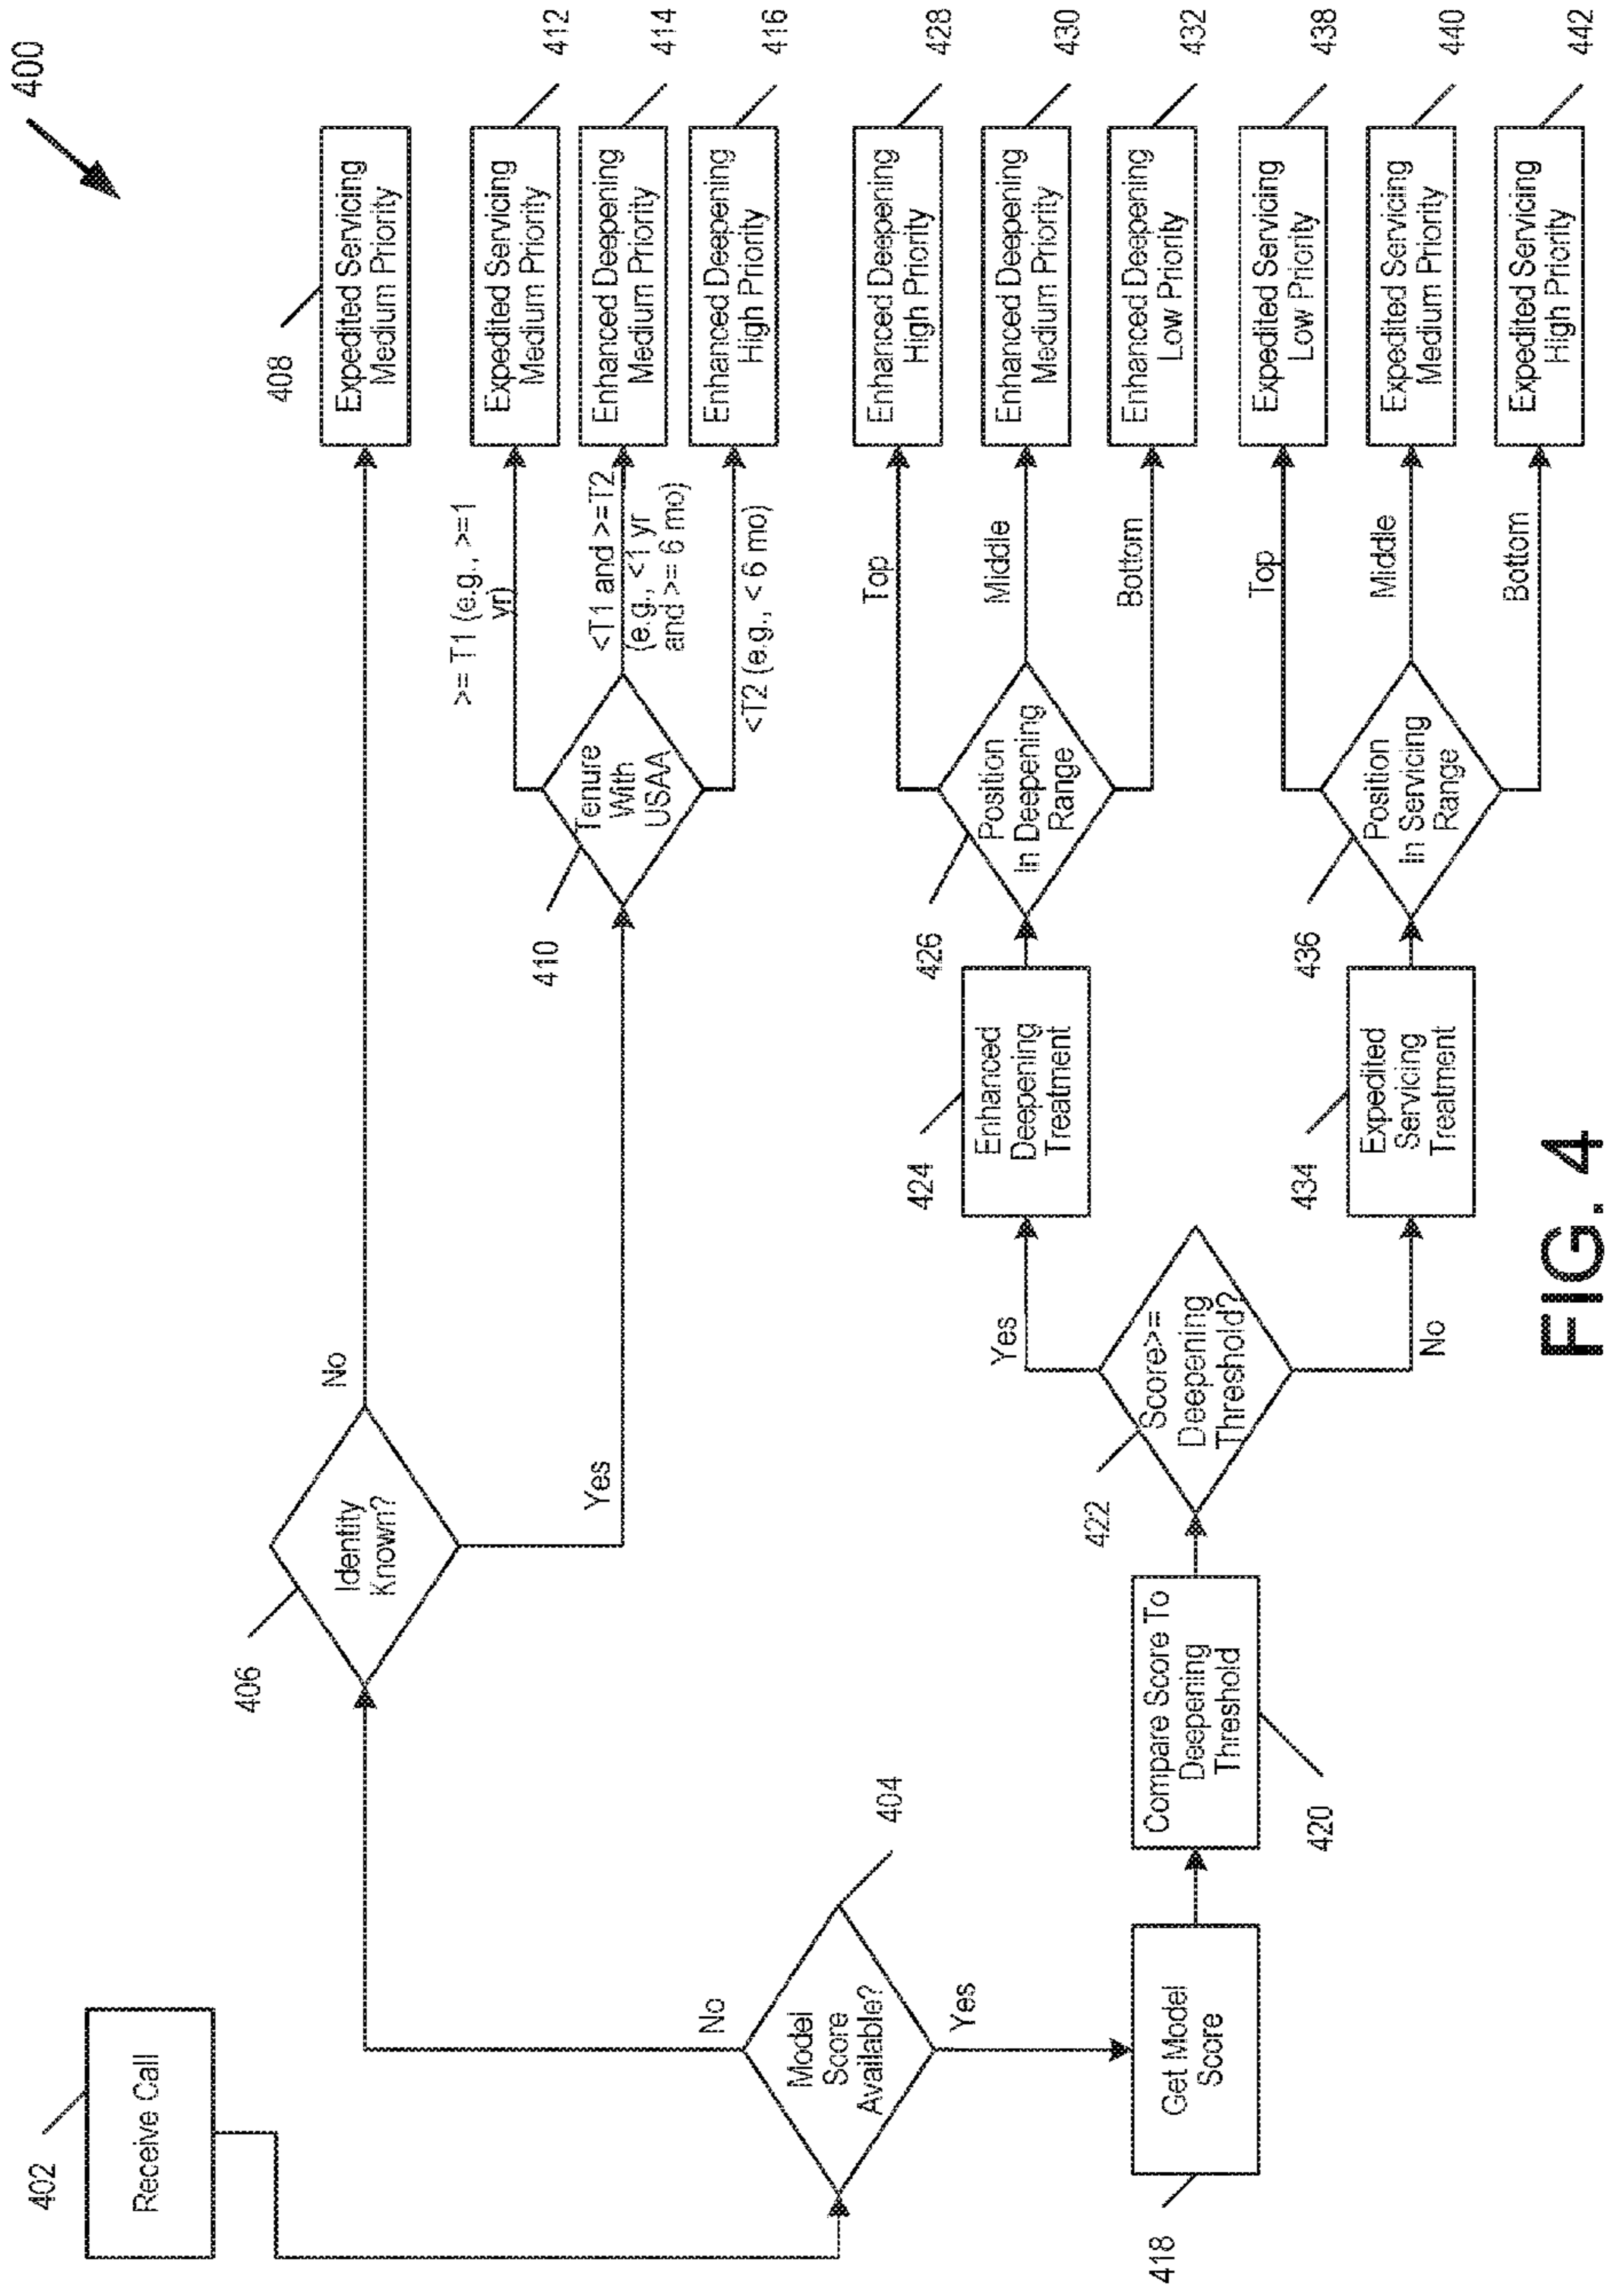 400
402
Receive Call
404
Model
Score
Available?
No
Yes
406
Identity
Known?
No
Yes
408
Expedited Servicing
Medium Priority
410
Tenure
With
USAA
>= T1 (e.g., >=1
yr)
<T1 and >=T2
(e.g., <1 yr
and >= 6 mo)
<T2 (e.g., < 6 mo)
Expedited Servicing
Medium Priority
412
Enhanced Deepening
Medium Priority
414
Enhanced Deepening
High Priority
416
418
Get Model
Score
Compare Score To
Deepening
Threshold
420
422
Score>=
Deepening
Threshold?
Yes
No
424
Enhanced
Deepening
Treatment
426
Position
In Deepening
Range
Top
Middle
Bottom
Enhanced Deepening
High Priority
428
Enhanced Deepening
Medium Priority
430
Enhanced Deepening
Low Priority
432
434
Expedited
Servicing
Treatment
436
Position
In Servicing
Range
Top
Middle
Bottom
Expedited Servicing
Low Priority
438
Expedited Servicing
Medium Priority
440
Expedited Servicing
High Priority
442
FIG. 4